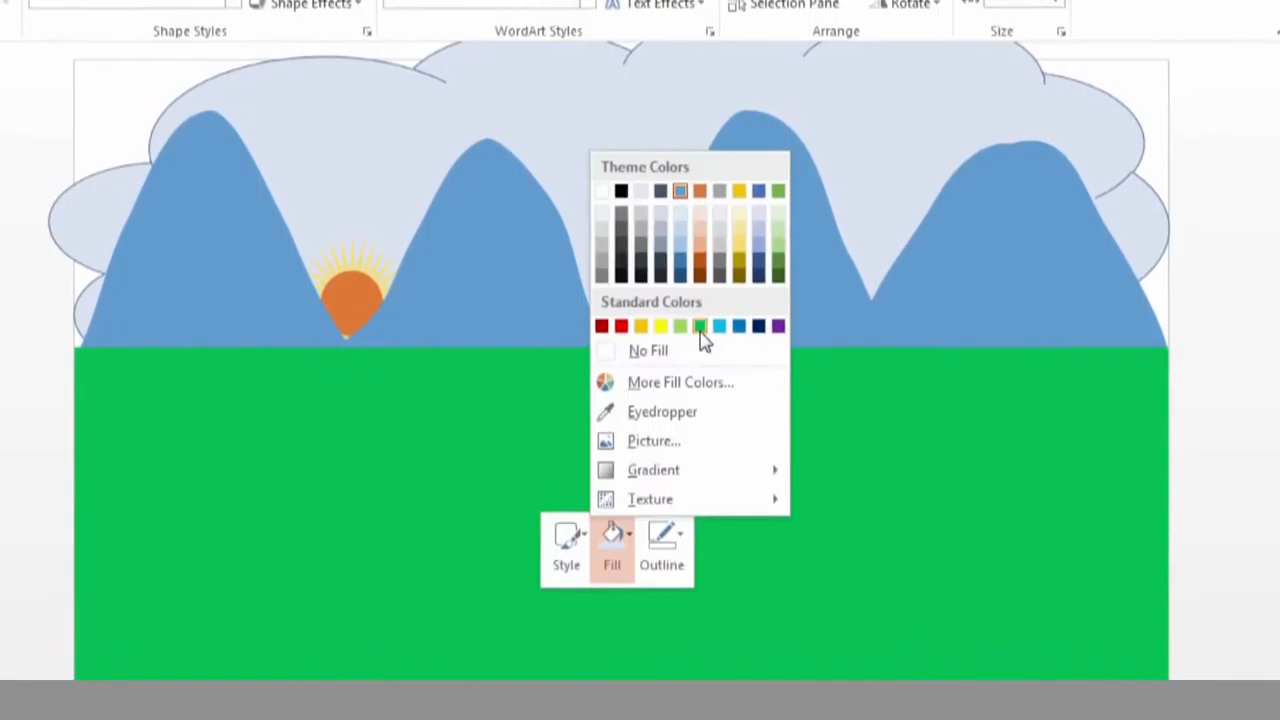 Shape Effects
Text Effects
Selection Pane
Rotate
Shape Styles
WordArt Styles
Arrange
Size
Theme Colors
Standard Colors
No Fill
More Fill Colors...
Eyedropper
Picture...
Gradient
Texture
Style
Fill
Outline